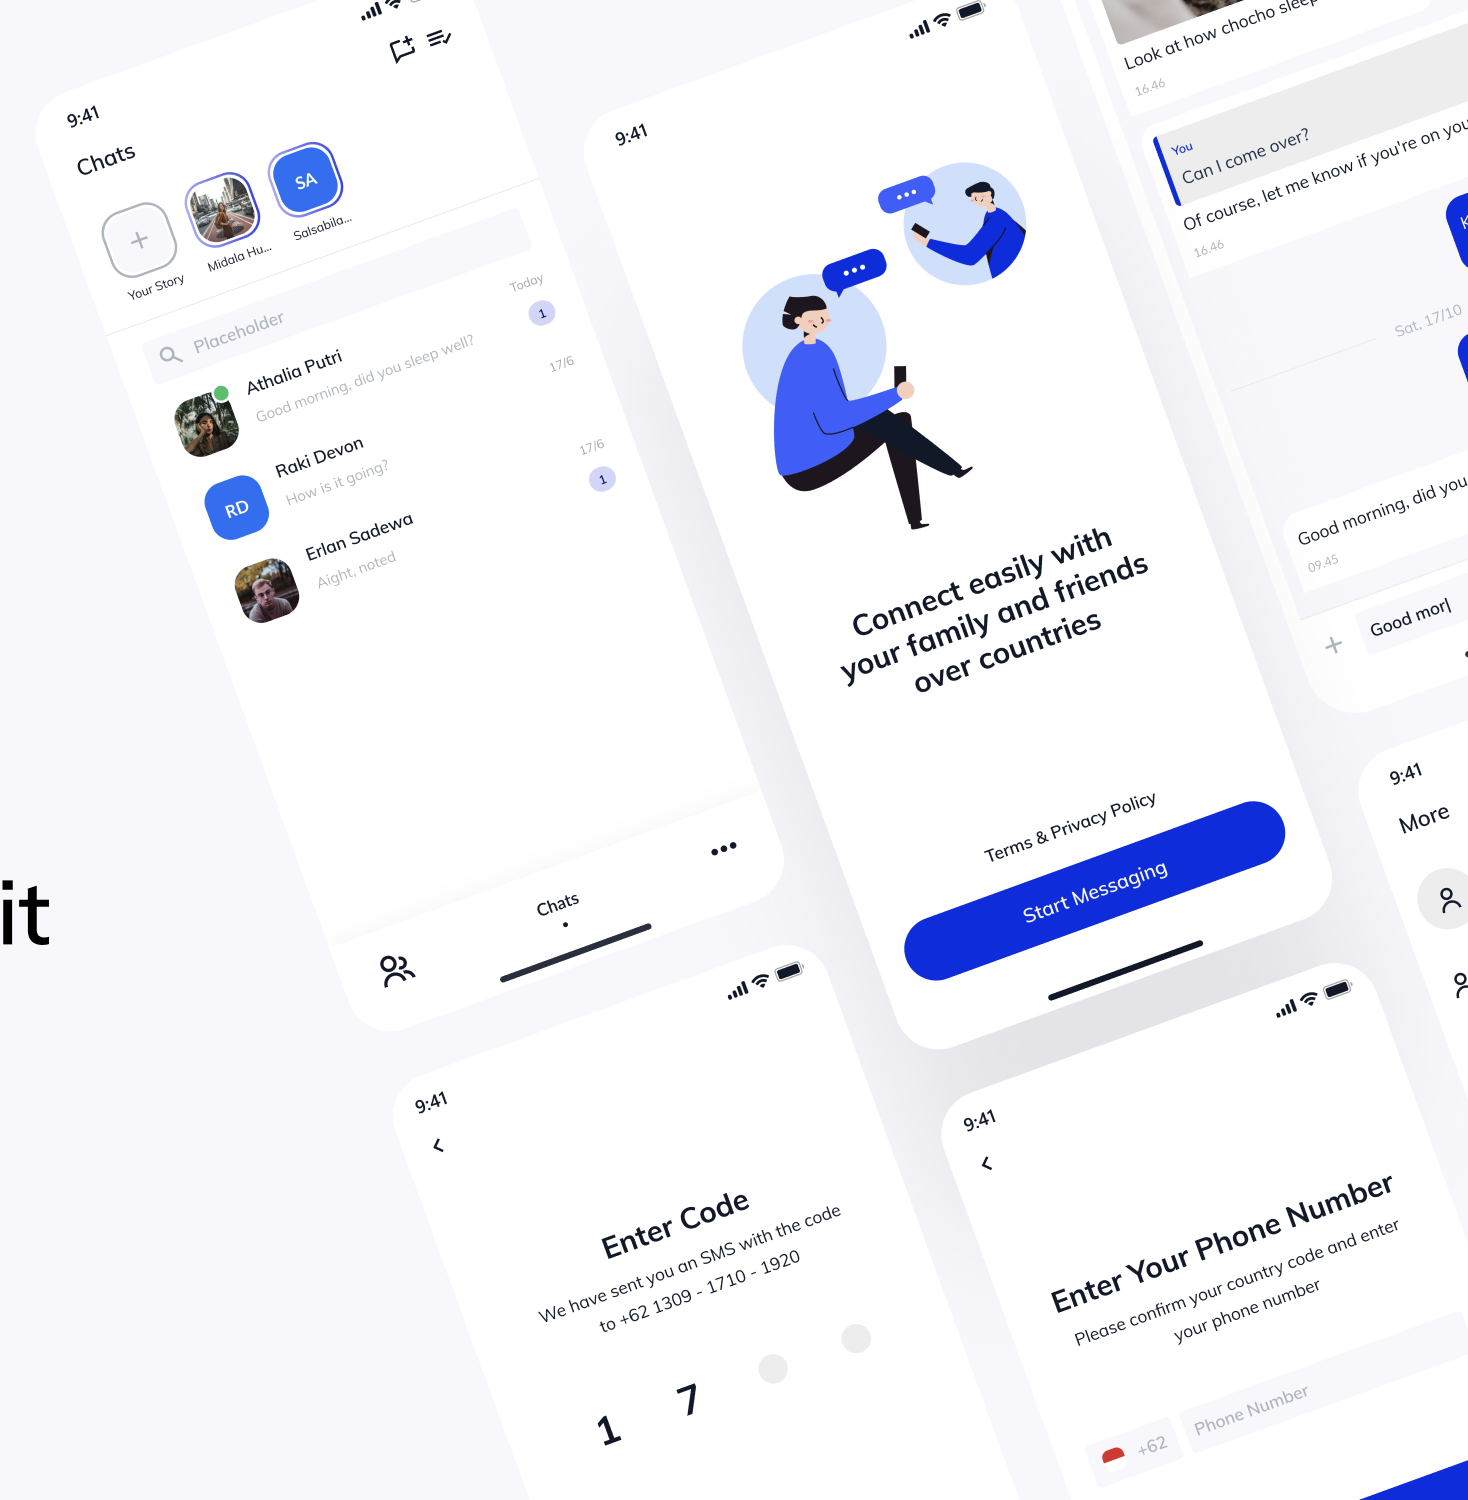 it
9:41
Chats
Your Story
Midala Hu...
SA
Salsabila...
Placeholder
Today
Athalia Putri
Good morning, did you sleep well?
1
17/6
RD
Raki Devon
How is it going?
17/6
Erlan Sadewa
Aight, noted
1
Chats
9:41
Connect easily with
your family and friends
over countries
Terms & Privacy Policy
Start Messaging
Look at how chocho sleep
16.46
You
Can I come over?
Of course, let me know if you're on you
16.46
K
Sat, 17/10
Good morning, did you
09.45
Good mor|
9:41
More
9:41
Enter Code
We have sent you an SMS with the code
to +62 1309 - 1710 - 1920
1 7
9:41
Enter Your Phone Number
Please confirm your country code and enter
your phone number
+62
Phone Number